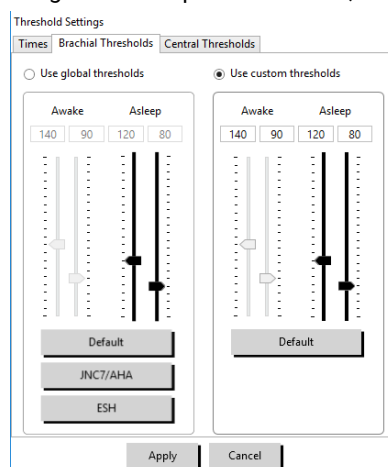 Threshold Settings
Times Brachial Thresholds Central Thresholds
Use global thresholds
Awake Asleep
140 90 120 80
Default
JNC7/AHA
ESH
Use custom thresholds
Awake Asleep
140 90 120 80
Default
Apply Cancel